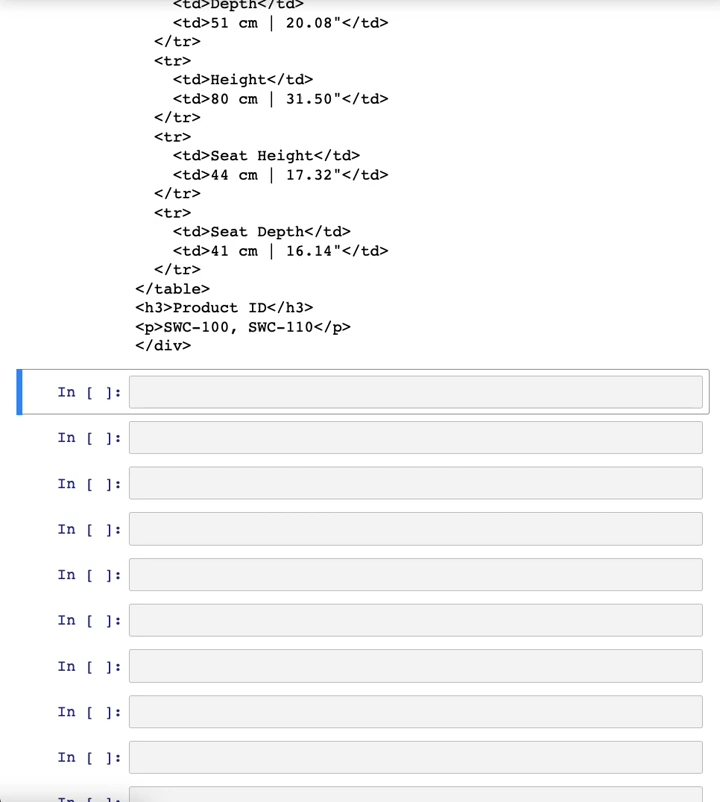 <td>Depth</td>
<td>51 cm | 20.08"</td>
</tr>
<tr>
<td>Height</td>
<td>80 cm | 31.50"</td>
</tr>
<tr>
<td>Seat Height</td>
<td>44 cm | 17.32"</td>
</tr>
<tr>
<td>Seat Depth</td>
<td>41 cm | 16.14"</td>
</tr>
</table>
<h3>Product ID</h3>
<p>SWC-100, SWC-110</p>
</div>
In [ ]:
In [ ]:
In [ ]:
In [ ]:
In [ ]:
In [ ]:
In [ ]:
In [ ]:
In [ ]:
In [ ]: